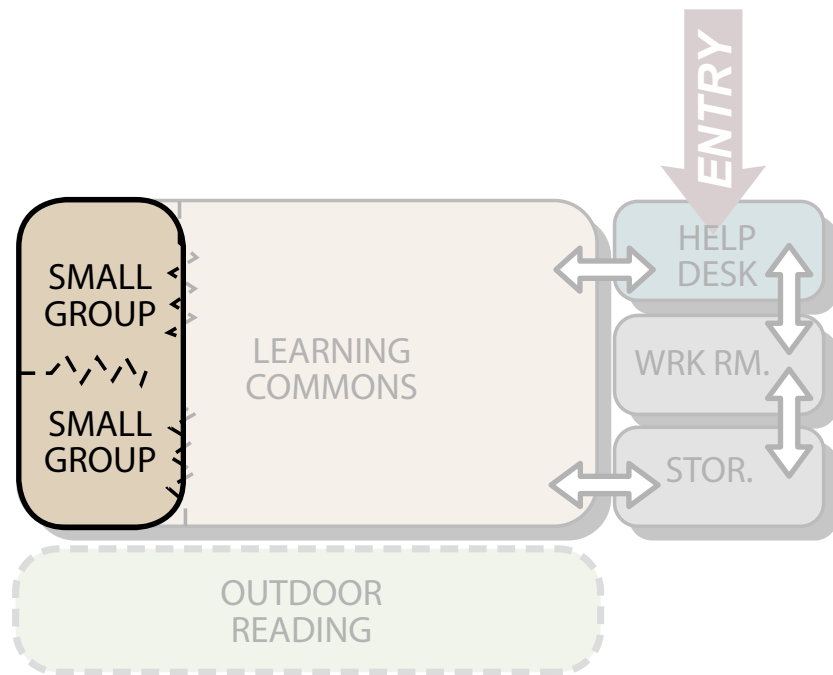 ENTRY
HELP
DESK
SMALL
GROUP
LEARNING
COMMONS
WRK RM.
SMALL
GROUP
STOR.
OUTDOOR
READING